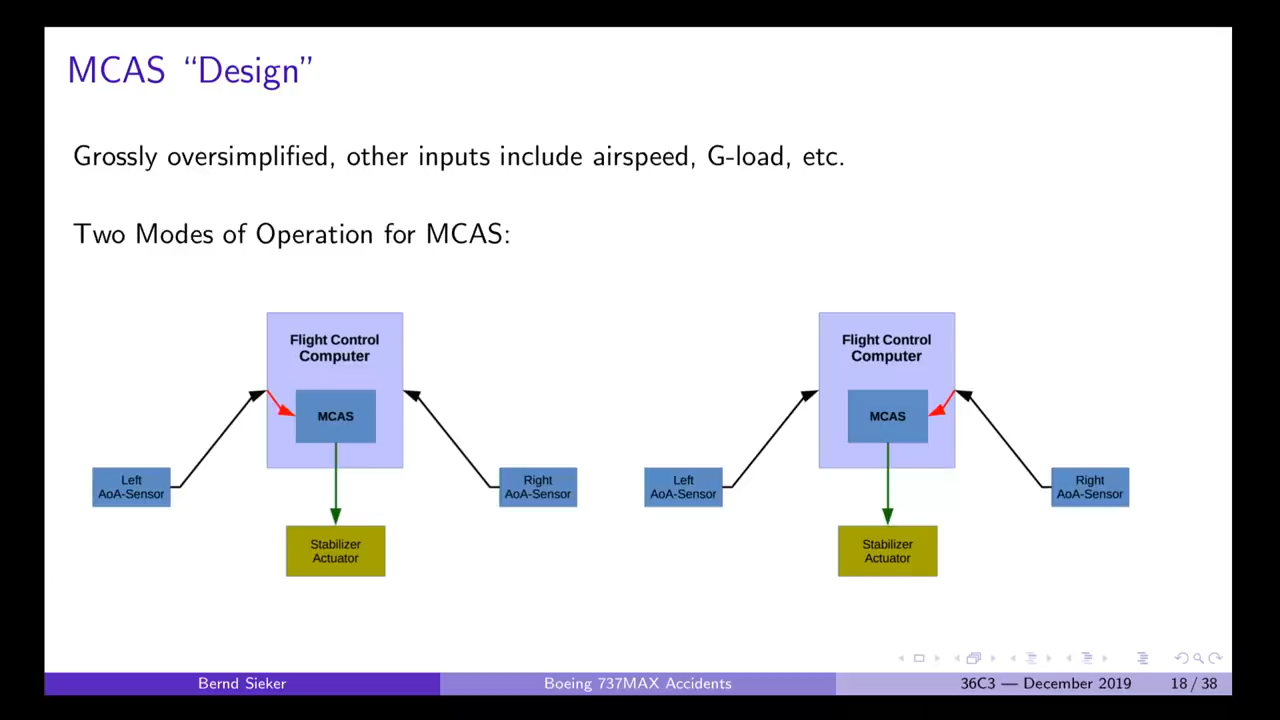 MCAS “Design”
Grossly oversimplified, other inputs include airspeed, G-load, etc.
Two Modes of Operation for MCAS:
Flight Control
Computer
MCAS
Left
AoA-Sensor
Right
AoA-Sensor
Stabilizer
Actuator
Flight Control
Computer
MCAS
Left
AoA-Sensor
Right
AoA-Sensor
Stabilizer
Actuator
Bernd Sieker
Boeing 737MAX Accidents
36C3 — December 2019
18 / 38